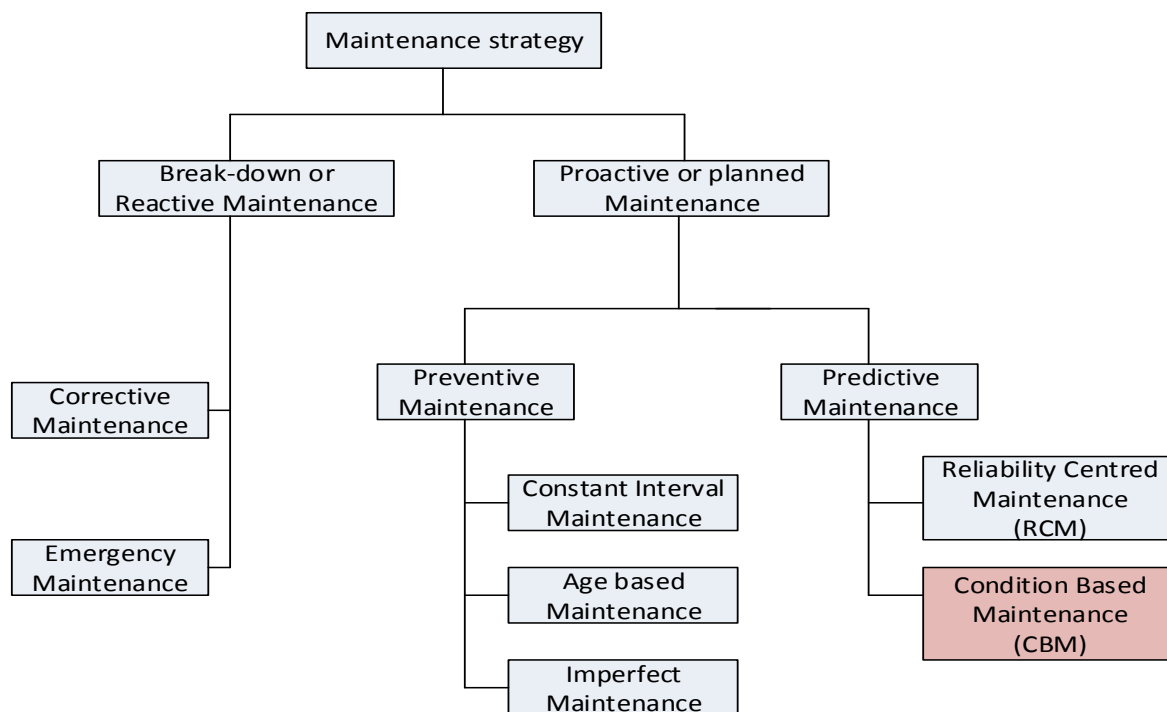 Maintenance strategy
Break-down or
Reactive Maintenance
Proactive or planned
Maintenance
Preventive
Maintenance
Predictive
Maintenance
Corrective
Maintenance
Emergency
Maintenance
Constant Interval
Maintenance
Age based
Maintenance
Imperfect
Maintenance
Reliability Centred
Maintenance
(RCM)
Condition Based
Maintenance
(CBM)